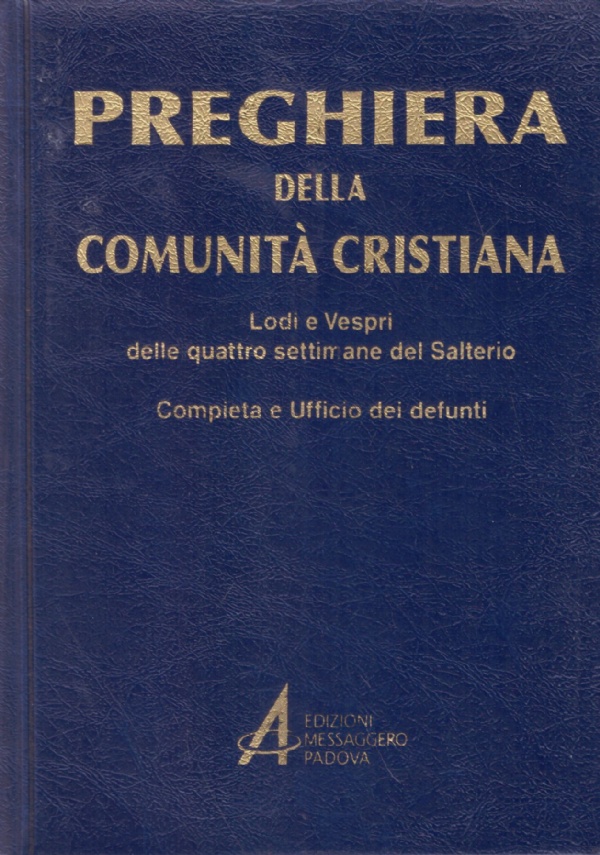 PREGHIERA
DELLA
COMUNITÀ CRISTIANA
Lodi e Vespri
delle quattro settimane del Salterio
Compieta e Ufficio dei defunti
EDIZIONI
MESSAGGERO
PADOVA